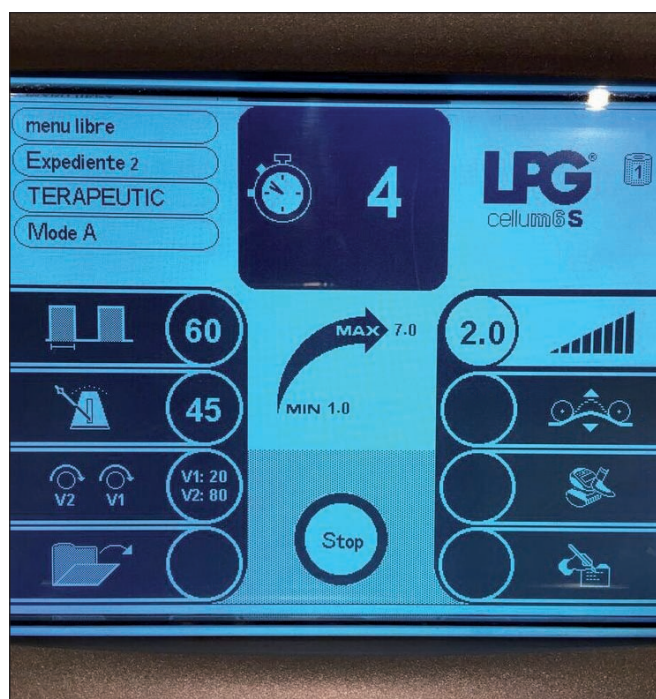 menu libre
Expediente 2
TERAPEUTIC
Mode A
4
LPG®
cellum6S
1
60
45
V2 V1
V1: 20
V2: 80
MAX 7.0
MIN 1.0
Stop
2.0